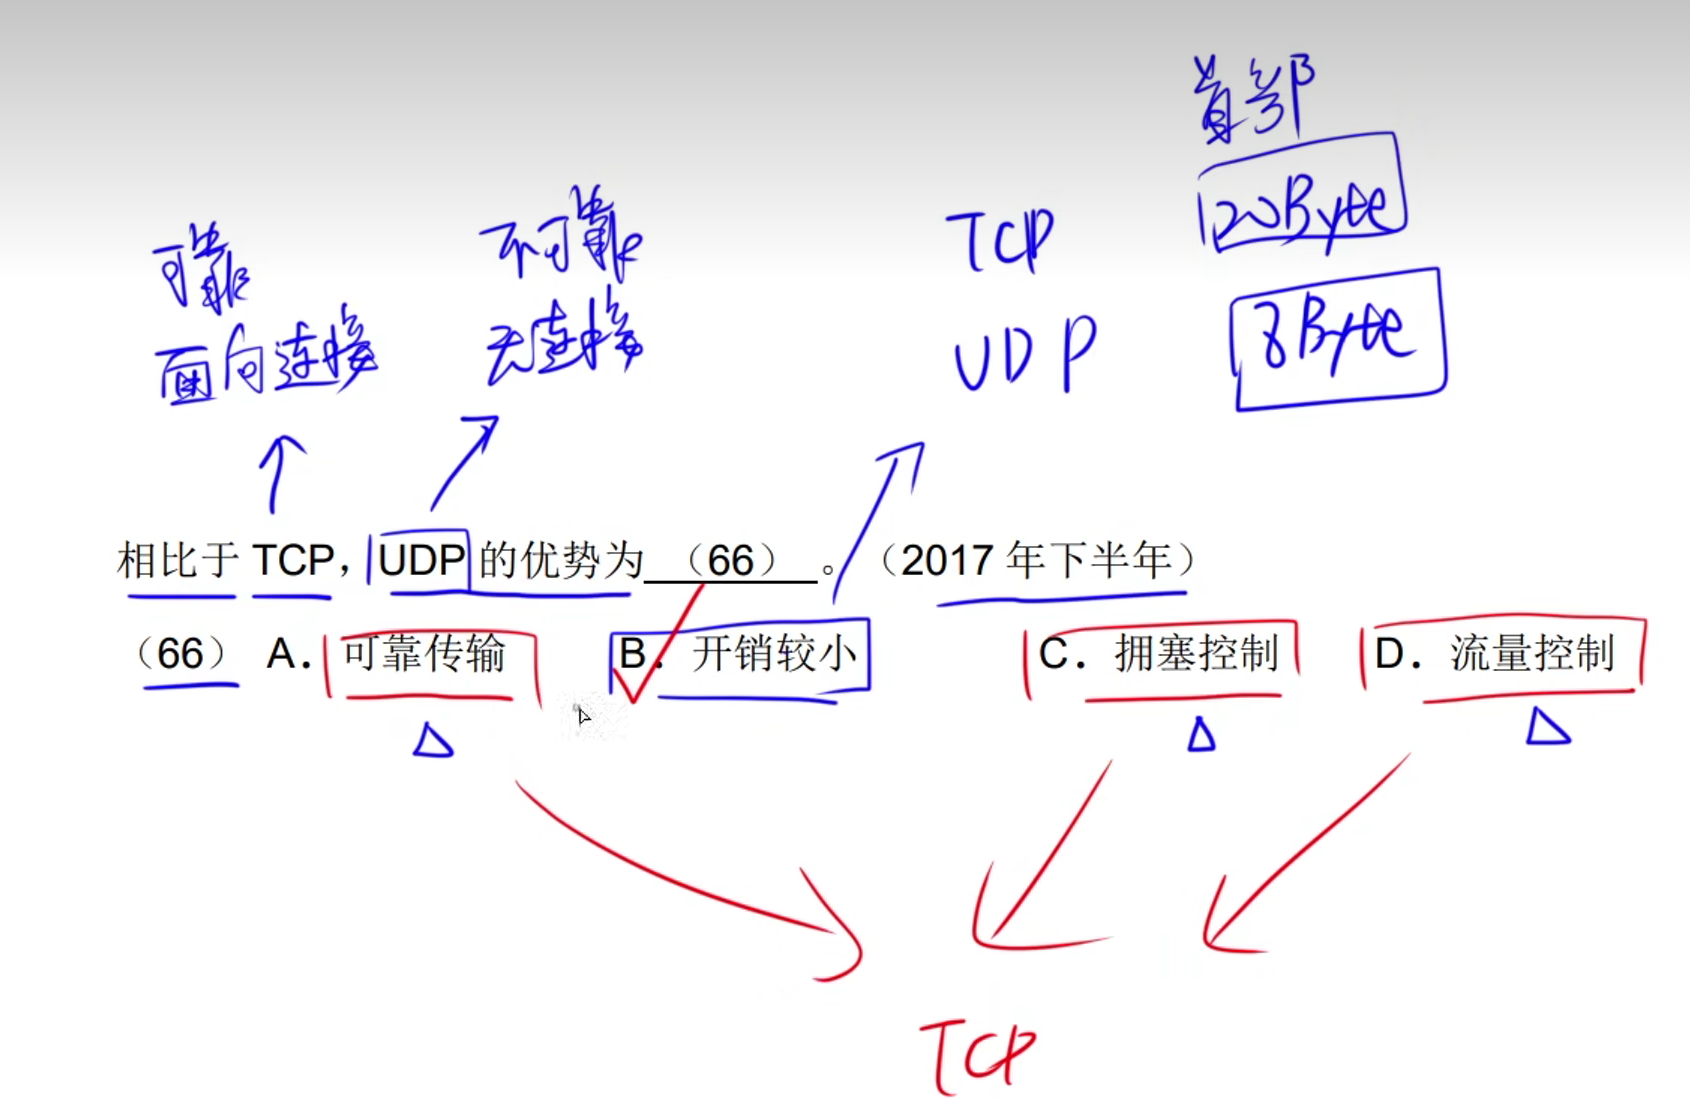 首部
可靠 不可靠 TCP 20Byte
面向连接 无连接 UDP 8Byte
相比于 TCP，UDP 的优势为 （66） 。（2017 年下半年）
（66） A． 可靠传输 B． 开销较小 C． 拥塞控制 D． 流量控制
TCP